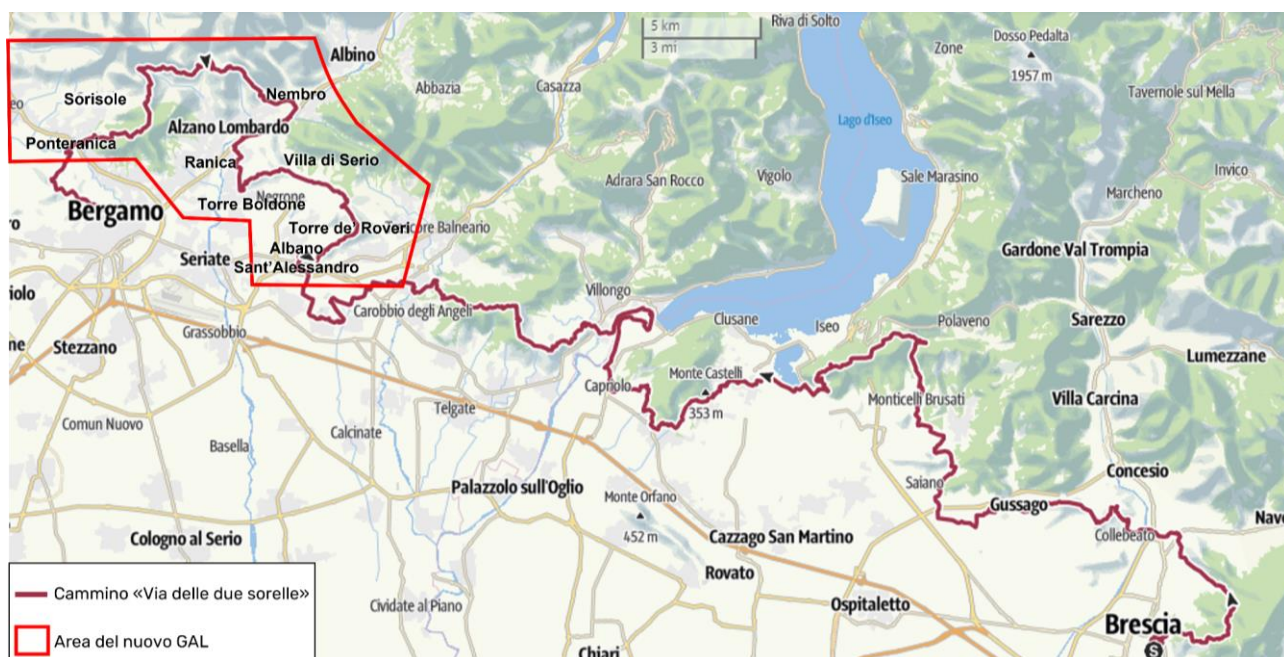 Riva di Solto
5 km
3 mi
Dosso Pedalta
1957 m
Zone
Albino
Abbazia
Casazza
Tavernole sul Mella
Sorisole
Nembro
Lago d'Iseo
Alzano Lombardo
Ponteranica
Ranica
Villa di Serio
Adrara San Rocco
Vigolo
Sale Marasino
Invico
Marcheno
Negrone
Torre Boldone
Bergamo
Torre de' Roveri
Balneario
Albano
Sant'Alessandro
Seriate
Gardone Val Trompia
Villongo
Carobbio degli Angeli
Clusane
Iseo
Polaveno
Sarezzo
Grassobbio
Stezzano
Lumezzane
Capriolo
Monte Castelli
353 m
Monticelli Brusati
Villa Carcina
Telgate
Comun Nuovo
Calcinate
Basella
Concesio
Saiano
Palazzolo sull'Oglio
Monte Orfano
452 m
Gussago
Cologno al Serio
Cazzago San Martino
Collebeato
Rovato
Cividate al Piano
Ospitaletto
Brescia
S
Chiari
Cammino «Via delle due sorelle»
Area del nuovo GAL